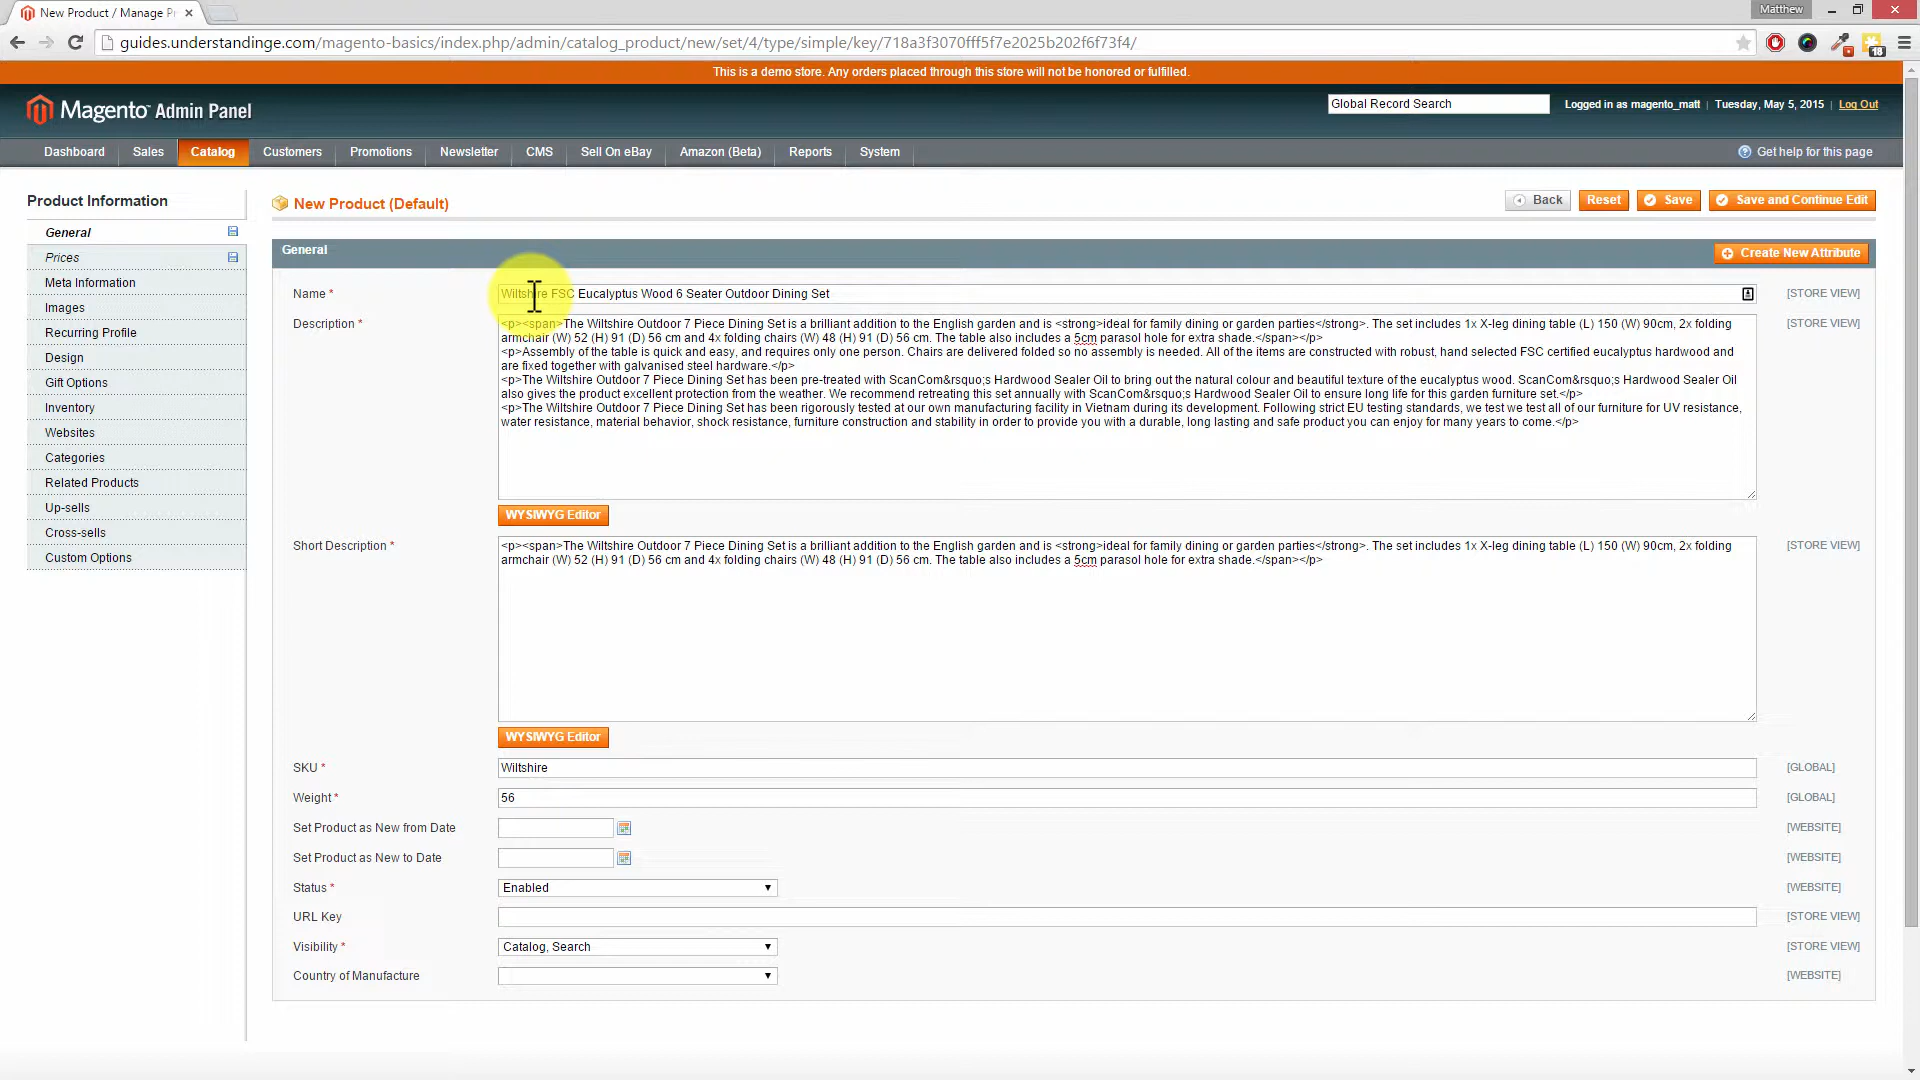 New Product / Manage Pr
Matthew
guides.understandinge.com/magento-basics/index.php/admin/catalog_product/new/set/4/type/simple/key/718a3f3070fff5f7e2025b202f6f73f4/
18
This is a demo store. Any orders placed through this store will not be honored or fulfilled.
Magento™ Admin Panel
Global Record Search
Logged in as magento_matt | Tuesday, May 5, 2015 | Log Out
Dashboard Sales Catalog Customers Promotions Newsletter CMS Sell On eBay Amazon (Beta) Reports System
Get help for this page
Product Information
General
Prices
Meta Information
Images
Recurring Profile
Design
Gift Options
Inventory
Websites
Categories
Related Products
Up-sells
Cross-sells
Custom Options
New Product (Default)
Back Reset Save Save and Continue Edit
General
Create New Attribute
Name * Wiltshire FSC Eucalyptus Wood 6 Seater Outdoor Dining Set [STORE VIEW]
Description * [STORE VIEW]
<p><span>The Wiltshire Outdoor 7 Piece Dining Set is a brilliant addition to the English garden and is <strong>ideal for family dining or garden parties</strong>. The set includes 1x X-leg dining table (L) 150 (W) 90cm, 2x folding
armchair (W) 52 (H) 91 (D) 56 cm and 4x folding chairs (W) 48 (H) 91 (D) 56 cm. The table also includes a 5cm parasol hole for extra shade.</span></p>
<p>Assembly of the table is quick and easy, and requires only one person. Chairs are delivered folded so no assembly is needed. All of the items are constructed with robust, hand selected FSC certified eucalyptus hardwood and
are fixed together with galvanised steel hardware.</p>
<p>The Wiltshire Outdoor 7 Piece Dining Set has been pre-treated with ScanCom&rsquo;s Hardwood Sealer Oil to bring out the natural colour and beautiful texture of the eucalyptus wood. ScanCom&rsquo;s Hardwood Sealer Oil
also gives the product excellent protection from the weather. We recommend retreating this set annually with ScanCom&rsquo;s Hardwood Sealer Oil to ensure long life for this garden furniture set.</p>
<p>The Wiltshire Outdoor 7 Piece Dining Set has been rigorously tested at our own manufacturing facility in Vietnam during its development. Following strict EU testing standards, we test we test all of our furniture for UV resistance,
water resistance, material behavior, shock resistance, furniture construction and stability in order to provide you with a durable, long lasting and safe product you can enjoy for many years to come.</p>
WYSIWYG Editor
Short Description * [STORE VIEW]
<p><span>The Wiltshire Outdoor 7 Piece Dining Set is a brilliant addition to the English garden and is <strong>ideal for family dining or garden parties</strong>. The set includes 1x X-leg dining table (L) 150 (W) 90cm, 2x folding
armchair (W) 52 (H) 91 (D) 56 cm and 4x folding chairs (W) 48 (H) 91 (D) 56 cm. The table also includes a 5cm parasol hole for extra shade.</span></p>
WYSIWYG Editor
SKU * Wiltshire [GLOBAL]
Weight * 56 [GLOBAL]
Set Product as New from Date [WEBSITE]
Set Product as New to Date [WEBSITE]
Status * Enabled [WEBSITE]
URL Key [STORE VIEW]
Visibility * Catalog, Search [STORE VIEW]
Country of Manufacture [WEBSITE]